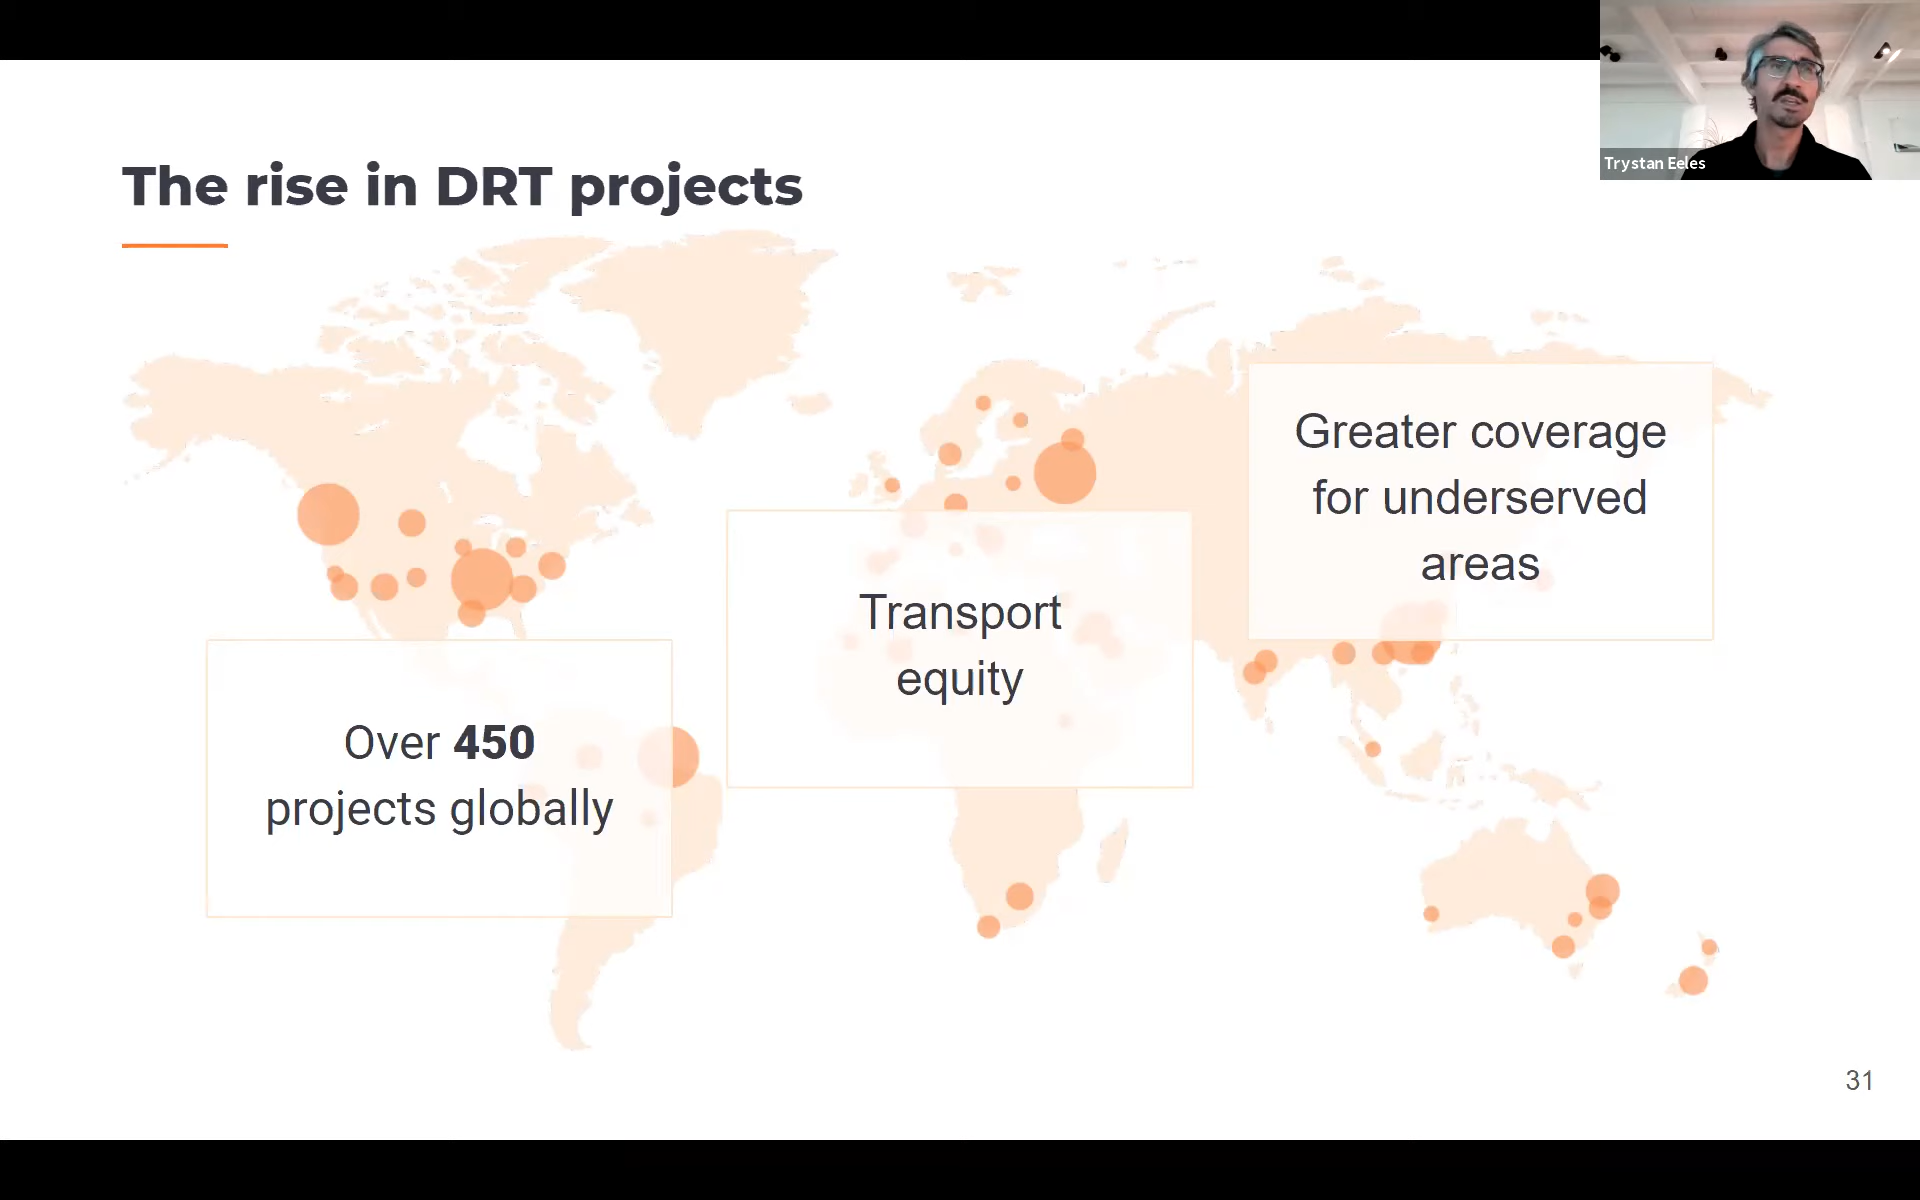 Trystan Eeles
The rise in DRT projects
Greater coverage
for underserved
areas
Transport
equity
Over 450
projects globally
31